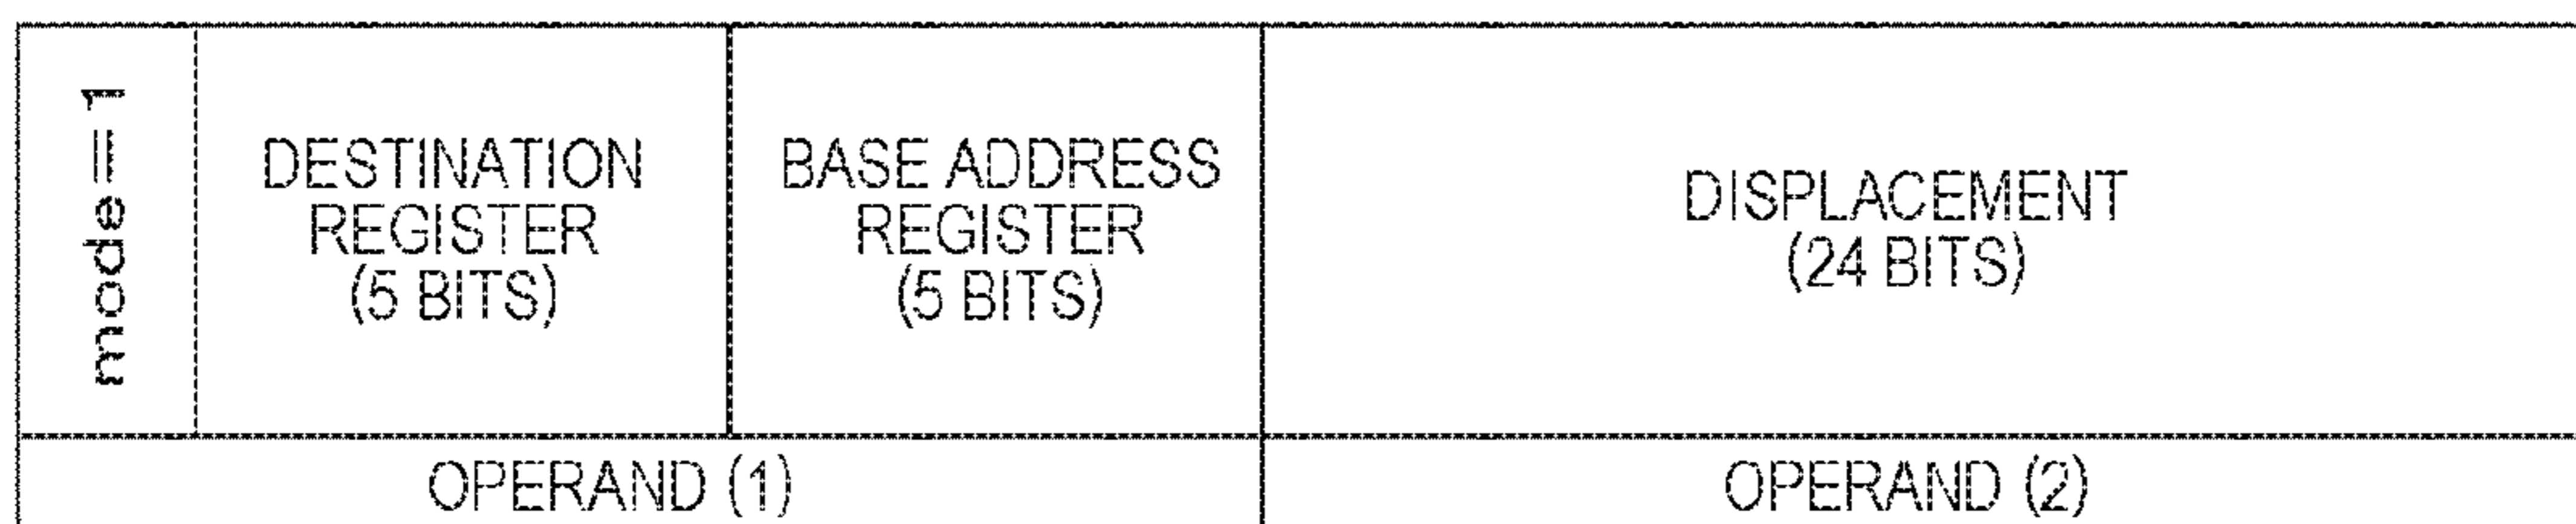 mode=1
DESTINATION
REGISTER
(5 BITS)
BASE ADDRESS
REGISTER
(5 BITS)
DISPLACEMENT
(24 BITS)
OPERAND (1)
OPERAND (2)